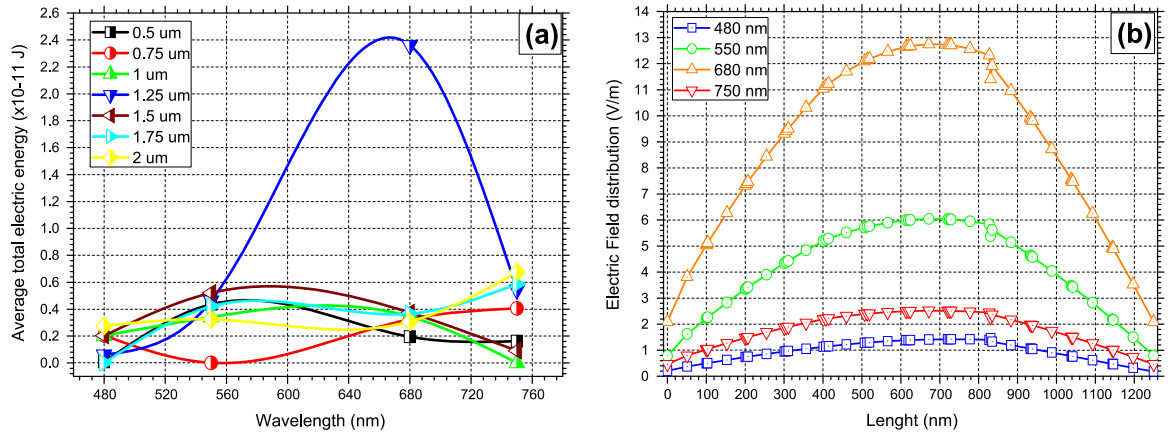 (a)
0.5 um
0.75 um
1 um
1.25 um
1.5 um
1.75 um
2 um
Average total electric energy (x10- 11 J)
2.6
2.4
2.2
2.0
1.8
1.6
1.4
1.2
1.0
0.8
0.6
0.4
0.2
0.0
480 520 560 600 640 680 720 760
Wavelength (nm)
(b)
480 nm
550 nm
680 nm
750 nm
Electric Field distribution (V/m)
14
13
12
11
10
9
8
7
6
5
4
3
2
1
0
0 100 200 300 400 500 600 700 800 900 1000 1100 1200
Lenght (nm)